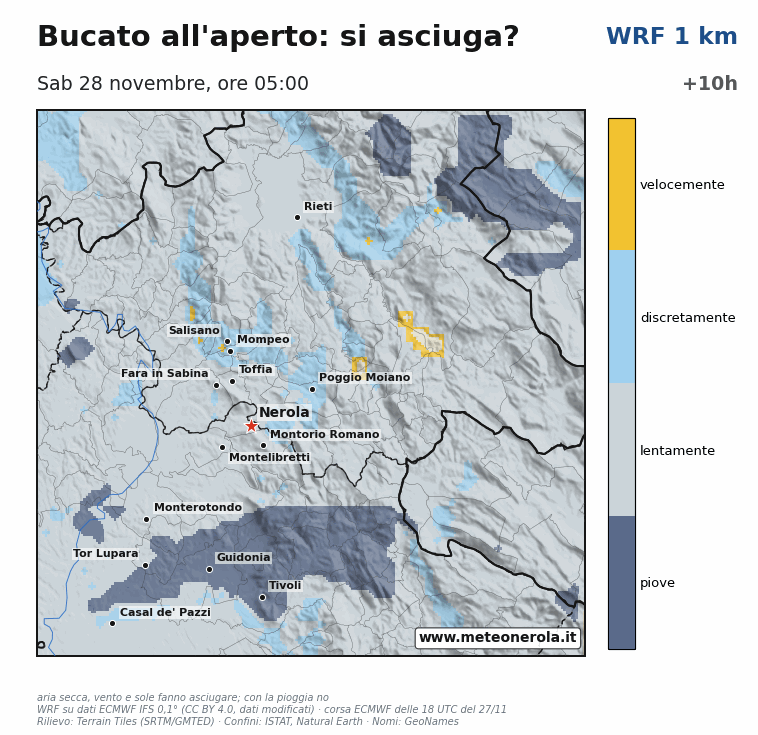 Bucato all'aperto: si asciuga?
WRF 1 km
Sab 28 novembre, ore 05:00
+10h
velocemente
discretamente
lentamente
piove
Rieti
Salisano
Mompeo
Toffia
Fara in Sabina
Poggio Moiano
Nerola
Montorio Romano
Montelibretti
Monterotondo
Tor Lupara
Guidonia
Tivoli
Casal de' Pazzi
www.meteonerola.it
aria secca, vento e sole fanno asciugare; con la pioggia no
WRF su dati ECMWF IFS 0,1° (CC BY 4.0, dati modificati) · corsa ECMWF delle 18 UTC del 27/11
Rilievo: Terrain Tiles (SRTM/GMTED) · Confini: ISTAT, Natural Earth · Nomi: GeoNames